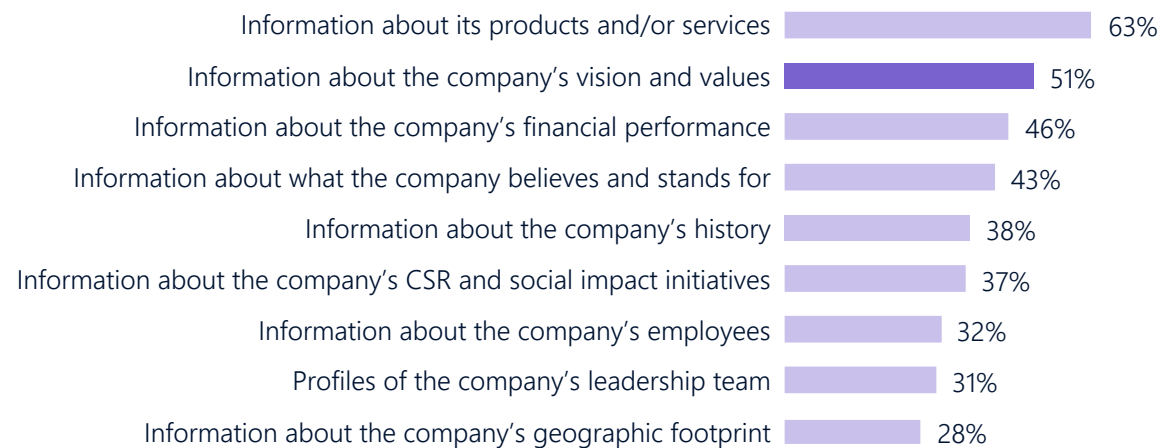 Information about its products and/or services 63%
Information about the company’s vision and values 51%
Information about the company’s financial performance 46%
Information about what the company believes and stands for 43%
Information about the company’s history 38%
Information about the company’s CSR and social impact initiatives 37%
Information about the company’s employees 32%
Profiles of the company’s leadership team 31%
Information about the company’s geographic footprint 28%